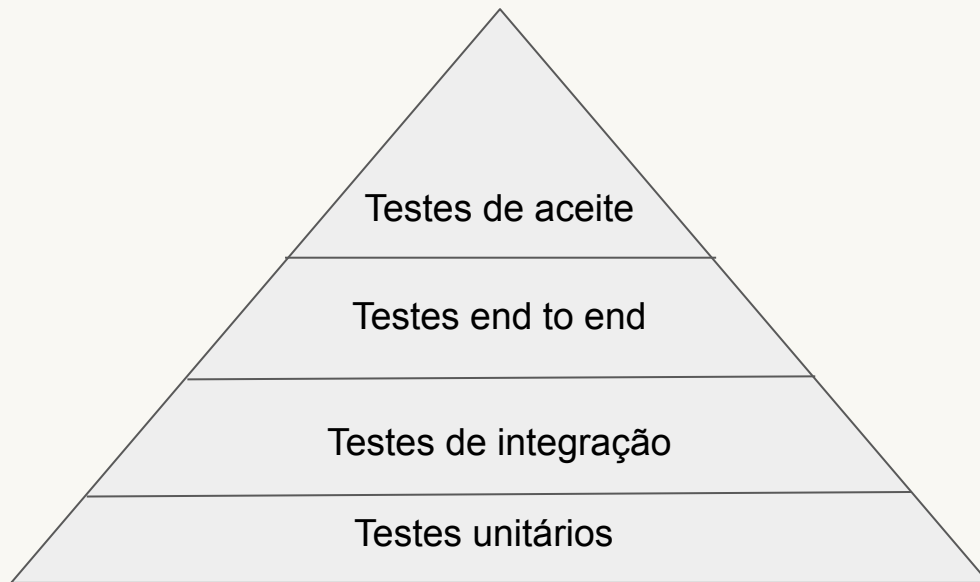 Testes de aceite
Testes end to end
Testes de integração
Testes unitários